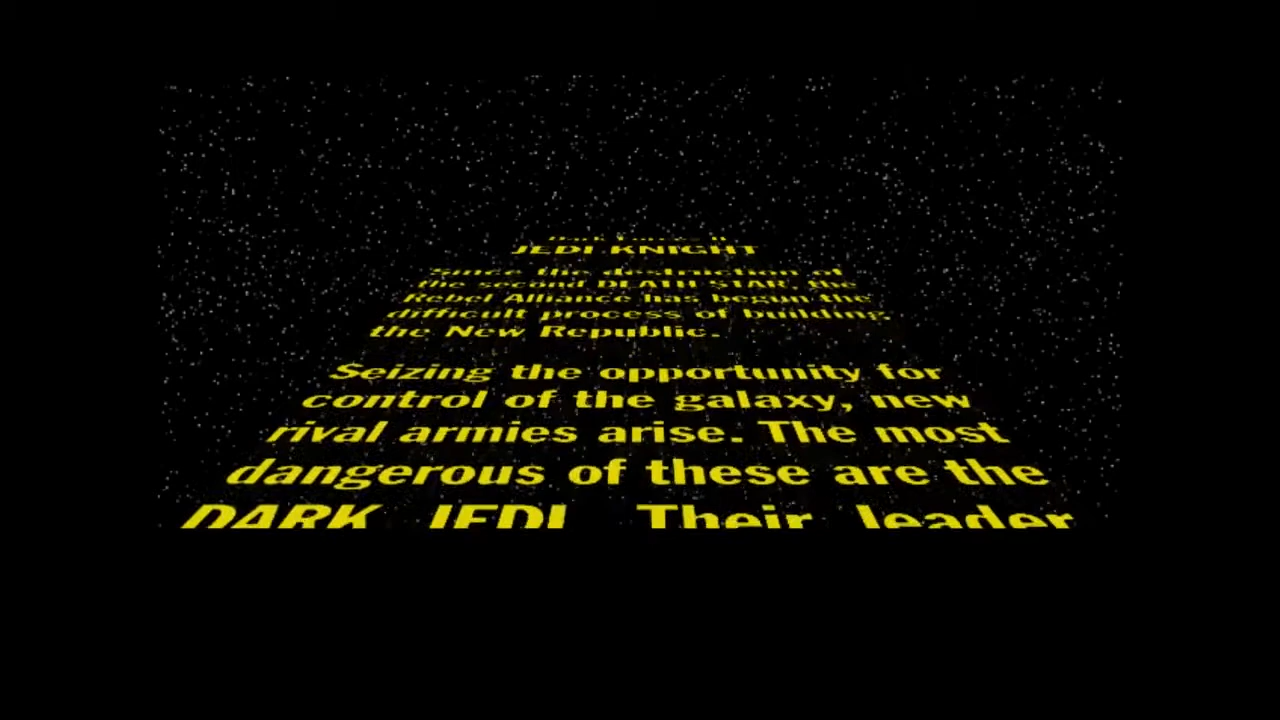 JEDI KNIGHT
Since the destruction of
the second DEATH STAR, the
Rebel Alliance has begun the
difficult process of building
the New Republic.
Seizing the opportunity for
control of the galaxy, new
rival armies arise. The most
dangerous of these are the
DARK JEDI. Their leader